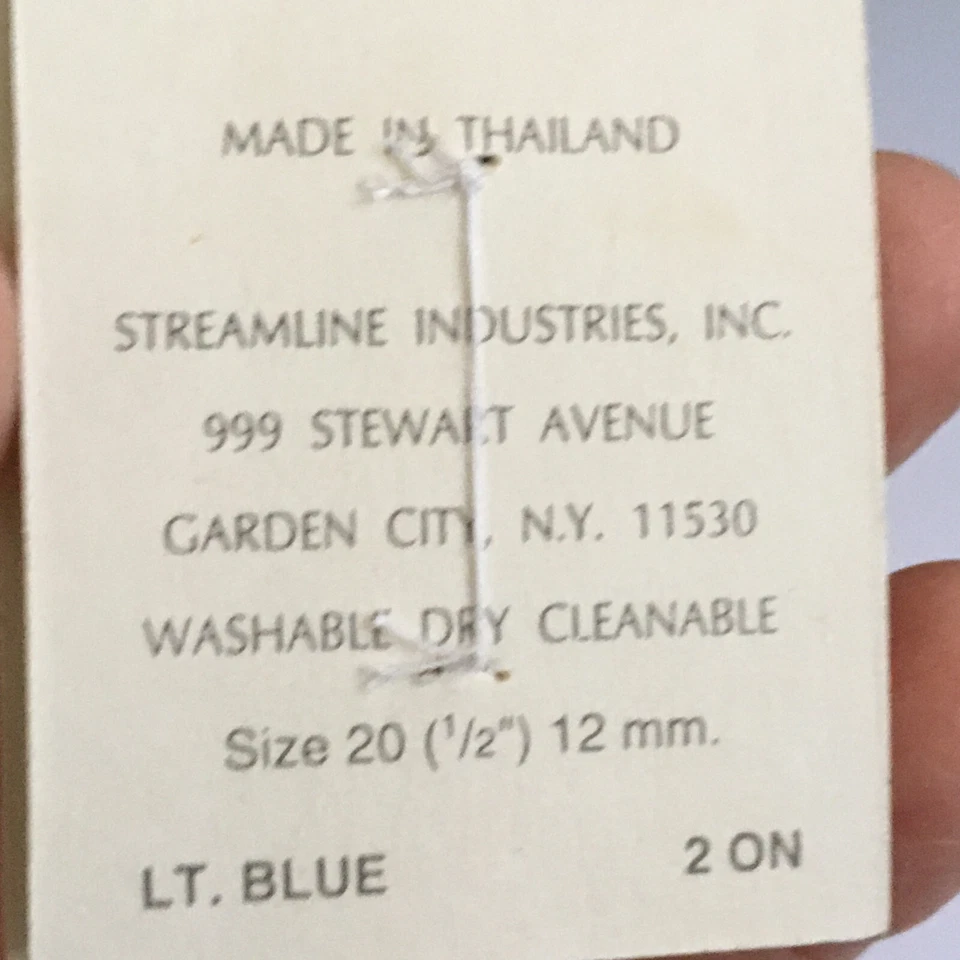 MADE IN THAILAND
STREAMLINE INDUSTRIES, INC.
999 STEWART AVENUE
GARDEN CITY, N.Y. 11530
WASHABLE DRY CLEANABLE
Size 20 (1/2") 12 mm.
LT. BLUE 2 ON